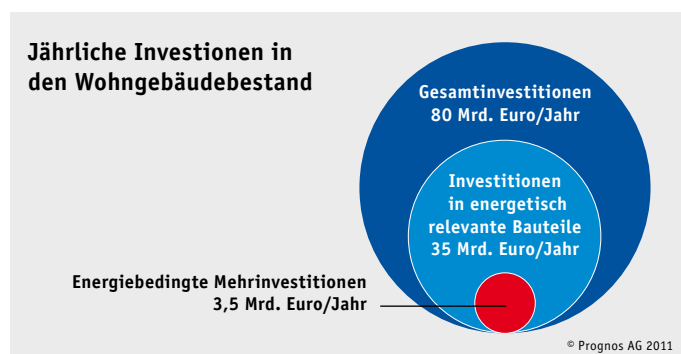 Jährliche Investionen in
den Wohngebäudebestand
Gesamtinvestitionen
80 Mrd. Euro/Jahr
Investitionen
in energetisch
relevante Bauteile
35 Mrd. Euro/Jahr
Energiebedingte Mehrinvestitionen
3,5 Mrd. Euro/Jahr
© Prognos AG 2011